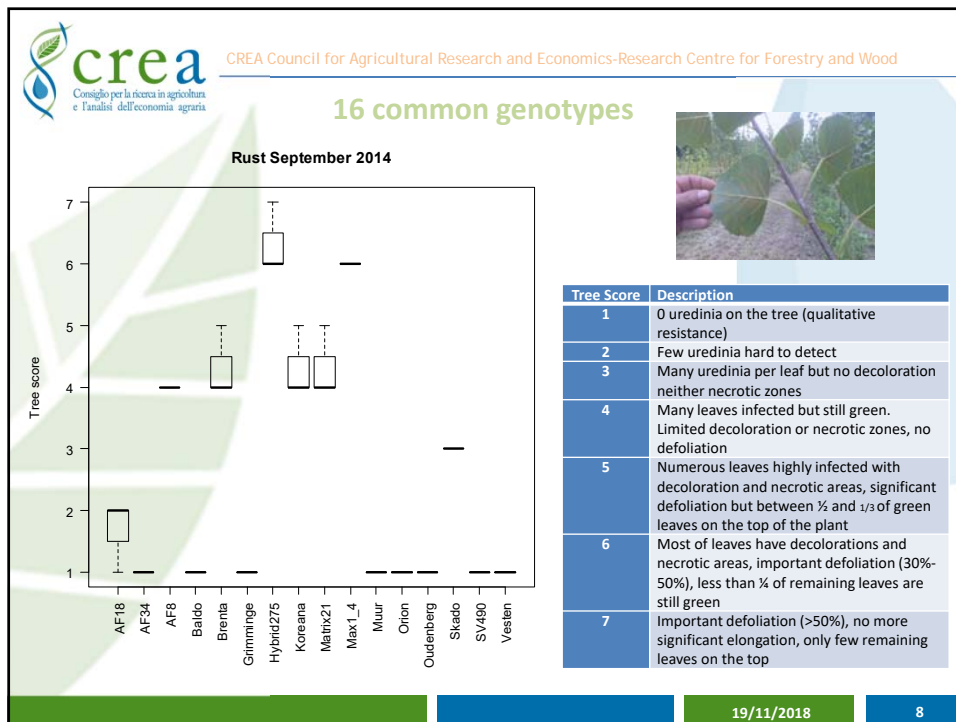 crea
Consiglio per la ricerca in agricoltura
e l'analisi dell'economia agraria
CREA Council for Agricultural Research and Economics-Research Centre for Forestry and Wood
16 common genotypes
Rust September 2014
Tree score
7
6
5
4
3
2
1
AF18
AF34
AF8
Baldo
Brenta
Grimminge
Hybrid275
Koreana
Matrix21
Max1_4
Muur
Orion
Oudenberg
Skado
SV490
Vesten
Tree Score Description
1 0 uredinia on the tree (qualitative
resistance)
2 Few uredinia hard to detect
3 Many uredinia per leaf but no decoloration
neither necrotic zones
4 Many leaves infected but still green.
Limited decoloration or necrotic zones, no
defoliation
5 Numerous leaves highly infected with
decoloration and necrotic areas, significant
defoliation but between ½ and 1/3 of green
leaves on the top of the plant
6 Most of leaves have decolorations and
necrotic areas, important defoliation (30%-
50%), less than ¼ of remaining leaves are
still green
7 Important defoliation (>50%), no more
significant elongation, only few remaining
leaves on the top
19/11/2018
8